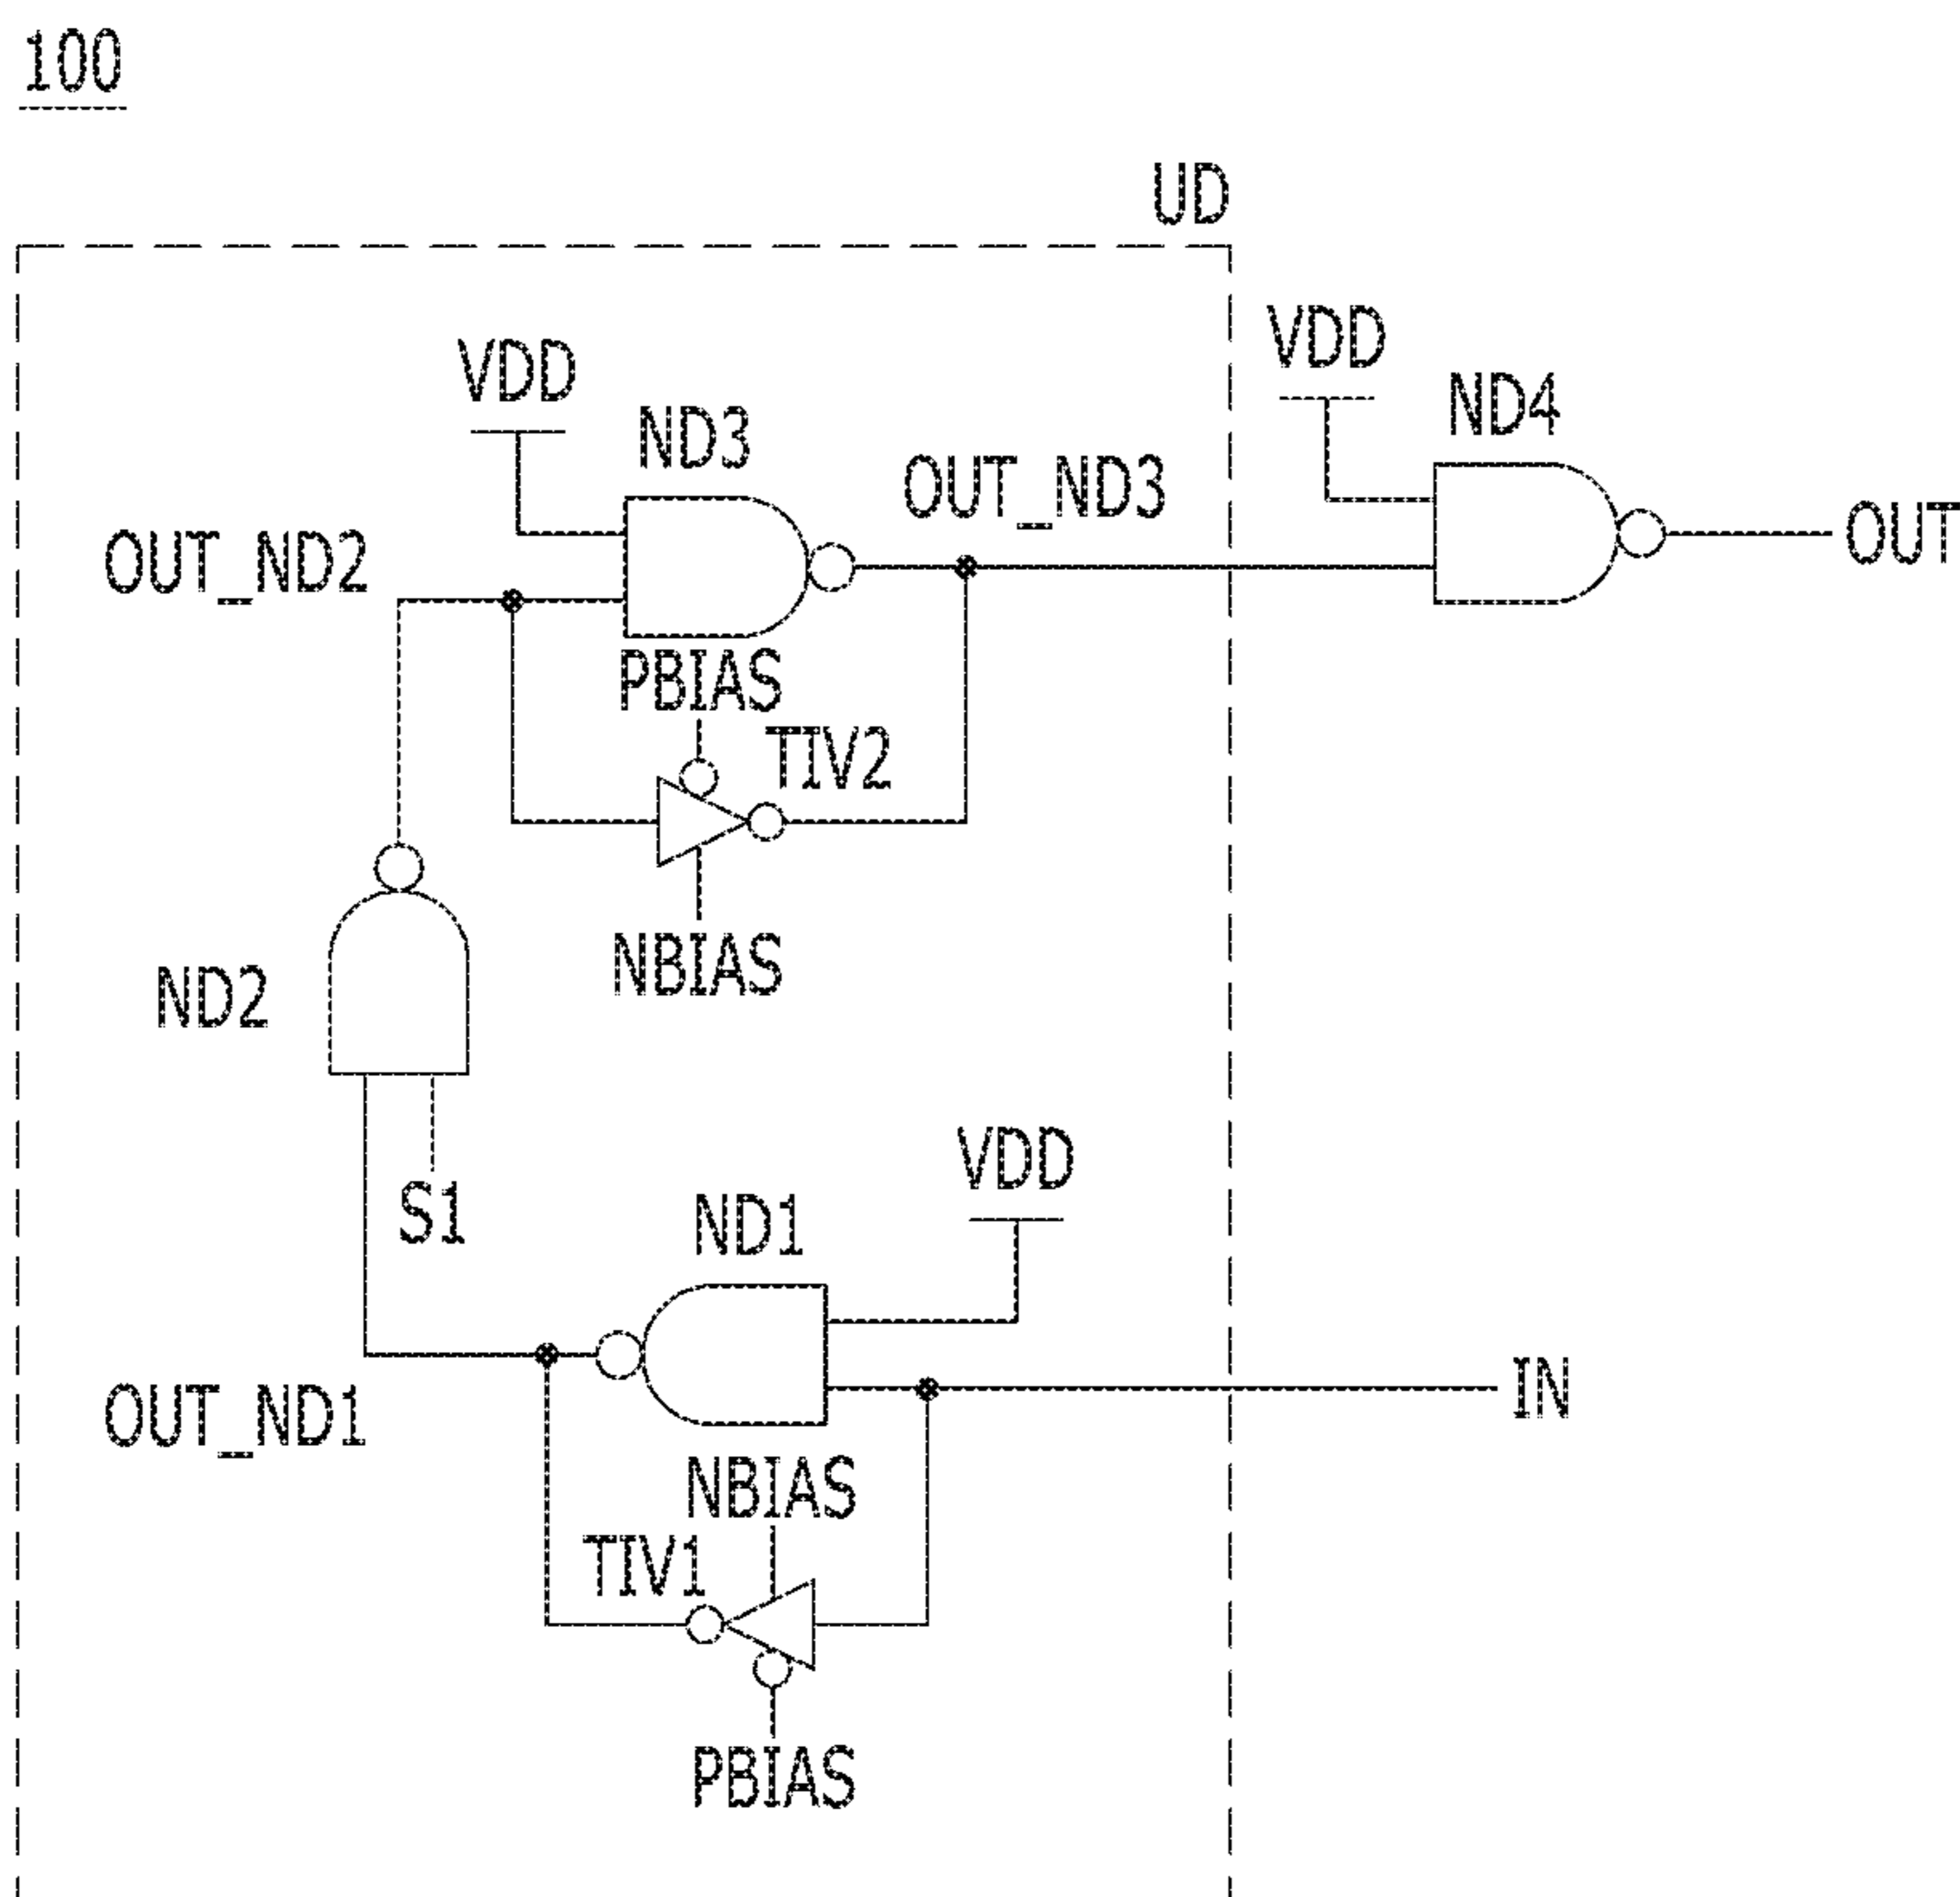 100
UD
VDD
VDD
ND3
ND4
OUT_ND3
OUT_ND2
OUT
PBIAS
TIV2
NBIAS
ND2
VDD
S1
ND1
IN
OUT_ND1
NBIAS
TIV1
PBIAS